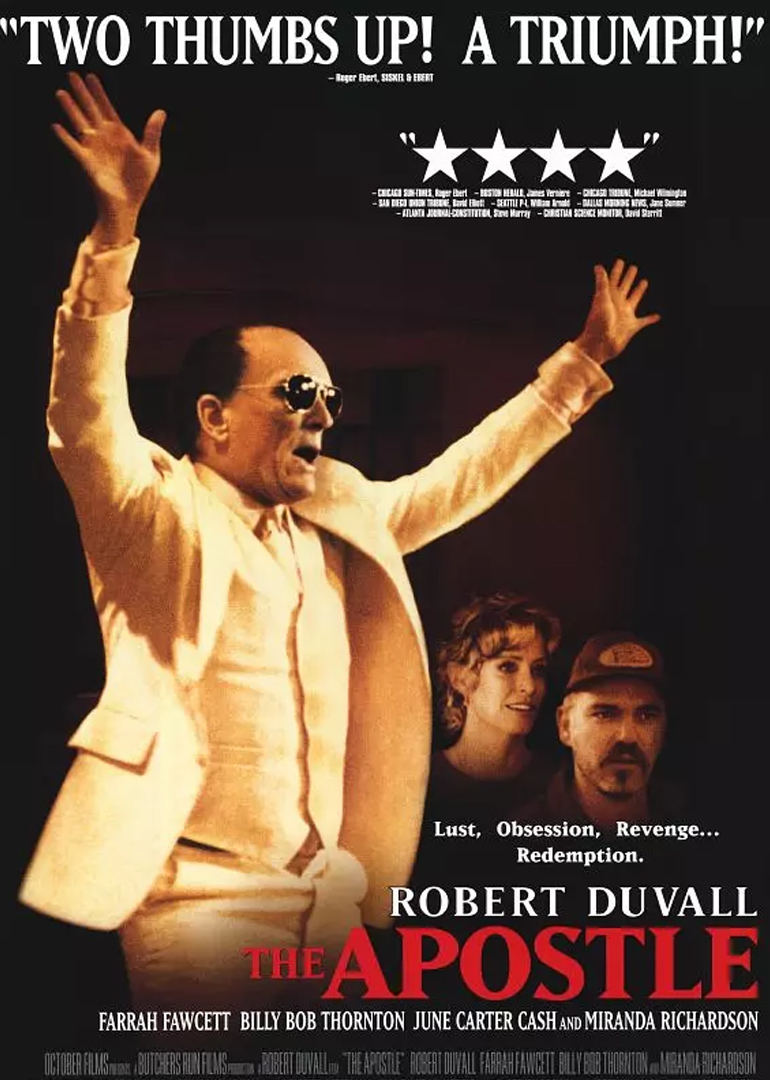 "TWO THUMBS UP! A TRIUMPH!"
– Roger Ebert, SISKEL & EBERT
– CHICAGO SUN-TIMES, Roger Ebert – BOSTON HERALD, James Verniere – CHICAGO TRIBUNE, Michael Wilmington
– SAN DIEGO UNION TRIBUNE, David Elliott – SEATTLE P-I, William Arnold – DALLAS MORNING NEWS, Jane Sumner
– ATLANTA JOURNAL-CONSTITUTION, Steve Murray – CHRISTIAN SCIENCE MONITOR, David Sterritt
Lust, Obsession, Revenge...
Redemption.
ROBERT DUVALL
THE APOSTLE
FARRAH FAWCETT BILLY BOB THORNTON JUNE CARTER CASH AND MIRANDA RICHARDSON
OCTOBER FILMS A BUTCHERS RUN FILMS PRODUCTION A ROBERT DUVALL FILM "THE APOSTLE" ROBERT DUVALL FARRAH FAWCETT BILLY BOB THORNTON AND MIRANDA RICHARDSON